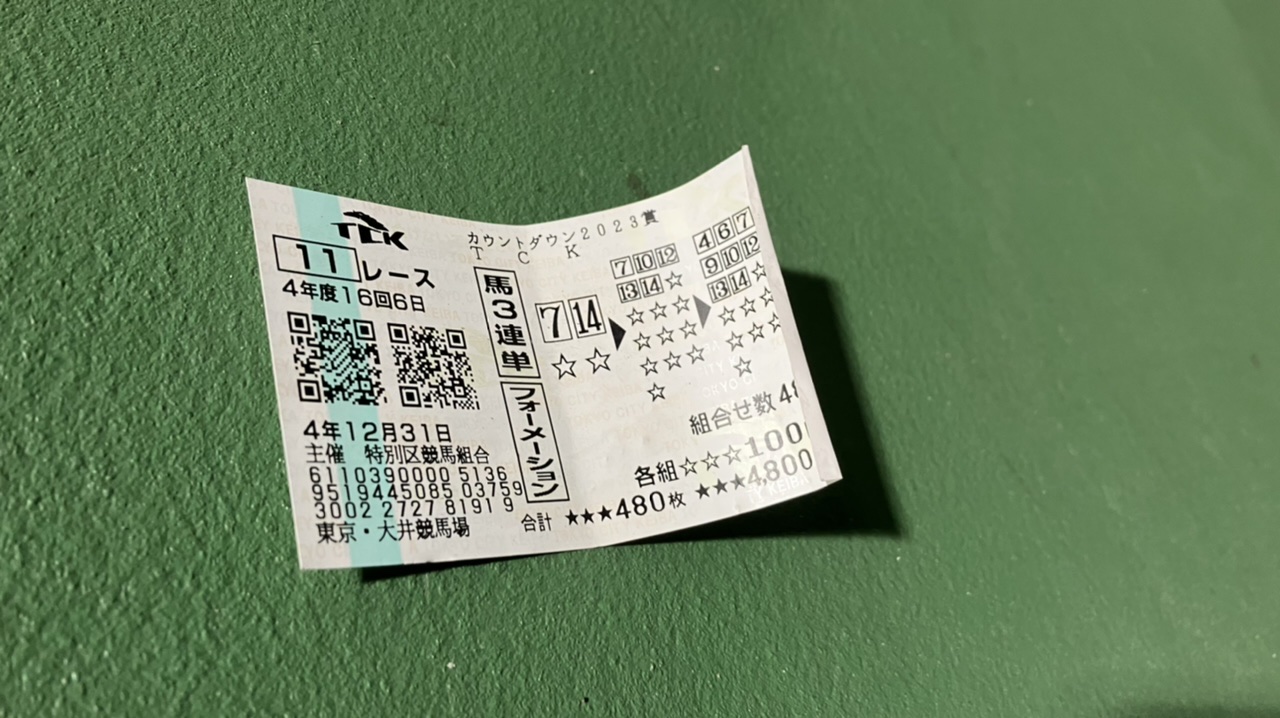 TCK
カウントダウン2023賞
T C K
11レース
4年度16回6日
馬3連単
フォーメーション
7 14
☆☆
7 10 12
13 14 ☆
☆☆☆
☆☆☆
☆☆☆
☆
4 6 7
9 10 12
13 14 ☆
☆☆☆
☆☆☆
☆
4年12月31日
主催 特別区競馬組合
6110390000 5136
9519445085 03759
3002 2727 8191 9
東京・大井競馬場
組合せ数 48
各組☆☆☆100
合計 ★★★480枚 ★★★4,800